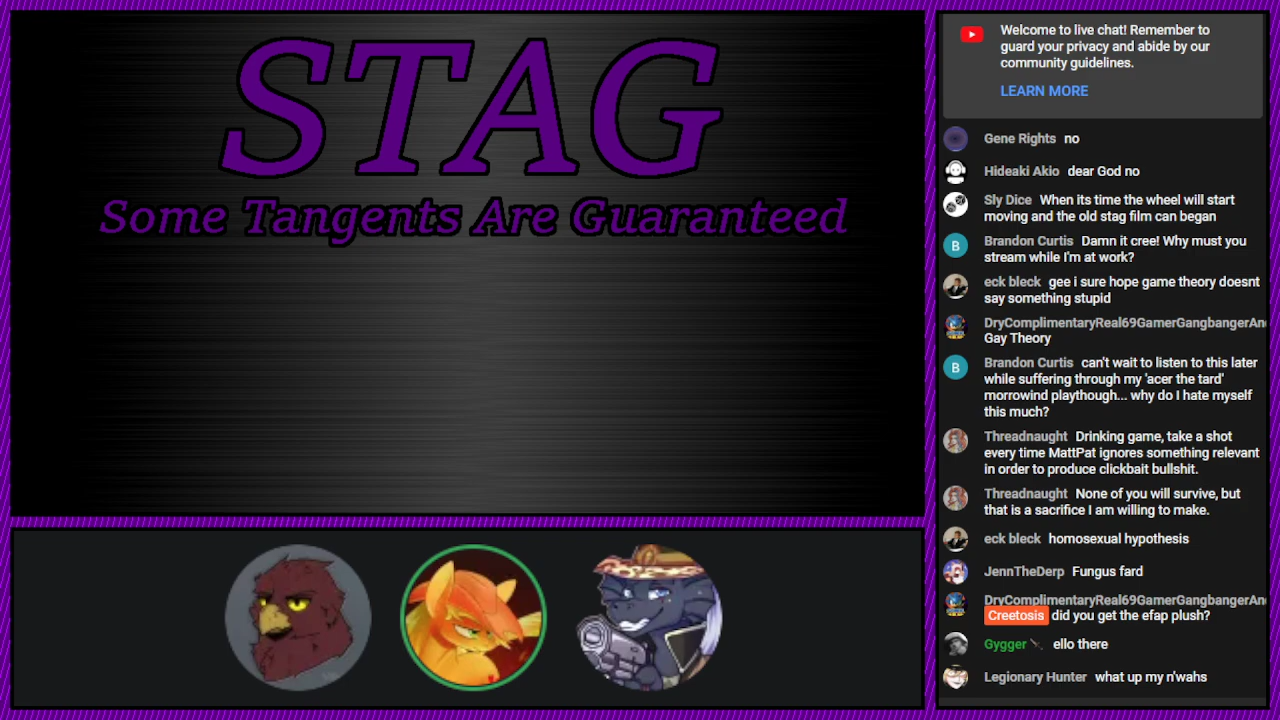 STAG
Some Tangents Are Guaranteed
Welcome to live chat! Remember to
guard your privacy and abide by our
community guidelines.
LEARN MORE
Gene Rights no
Hideaki Akio dear God no
Sly Dice When its time the wheel will start
moving and the old stag film can began
B
Brandon Curtis Damn it cree! Why must you
stream while I'm at work?
eck bleck gee i sure hope game theory doesnt
say something stupid
DryComplimentaryReal69GamerGangbangerAn
Gay Theory
B
Brandon Curtis can't wait to listen to this later
while suffering through my 'acer the tard'
morrowind playthough... why do I hate myself
this much?
Threadnaught Drinking game, take a shot
every time MattPat ignores something relevant
in order to produce clickbait bullshit.
Threadnaught None of you will survive, but
that is a sacrifice I am willing to make.
eck bleck homosexual hypothesis
JennTheDerp Fungus fard
DryComplimentaryReal69GamerGangbangerAn
Creetosis did you get the efap plush?
Gygger ello there
Legionary Hunter what up my n'wahs